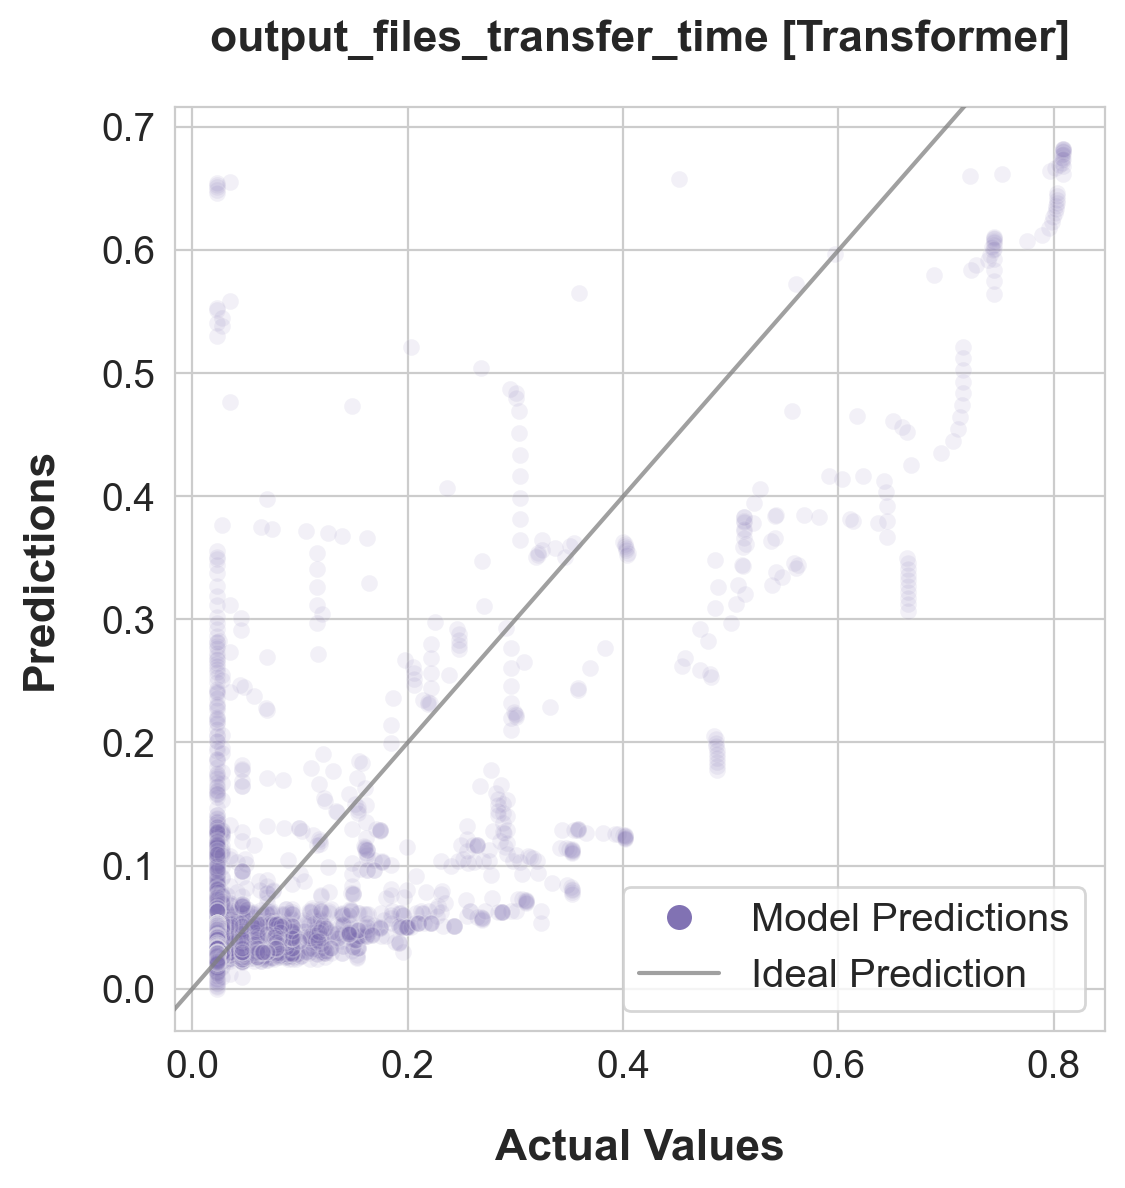 output_files_transfer_time [Transformer]
0.7
0.6
0.5
0.4
0.3
0.2
0.1
0.0
Predictions
Model Predictions
Ideal Prediction
0.0 0.2 0.4 0.6 0.8
Actual Values